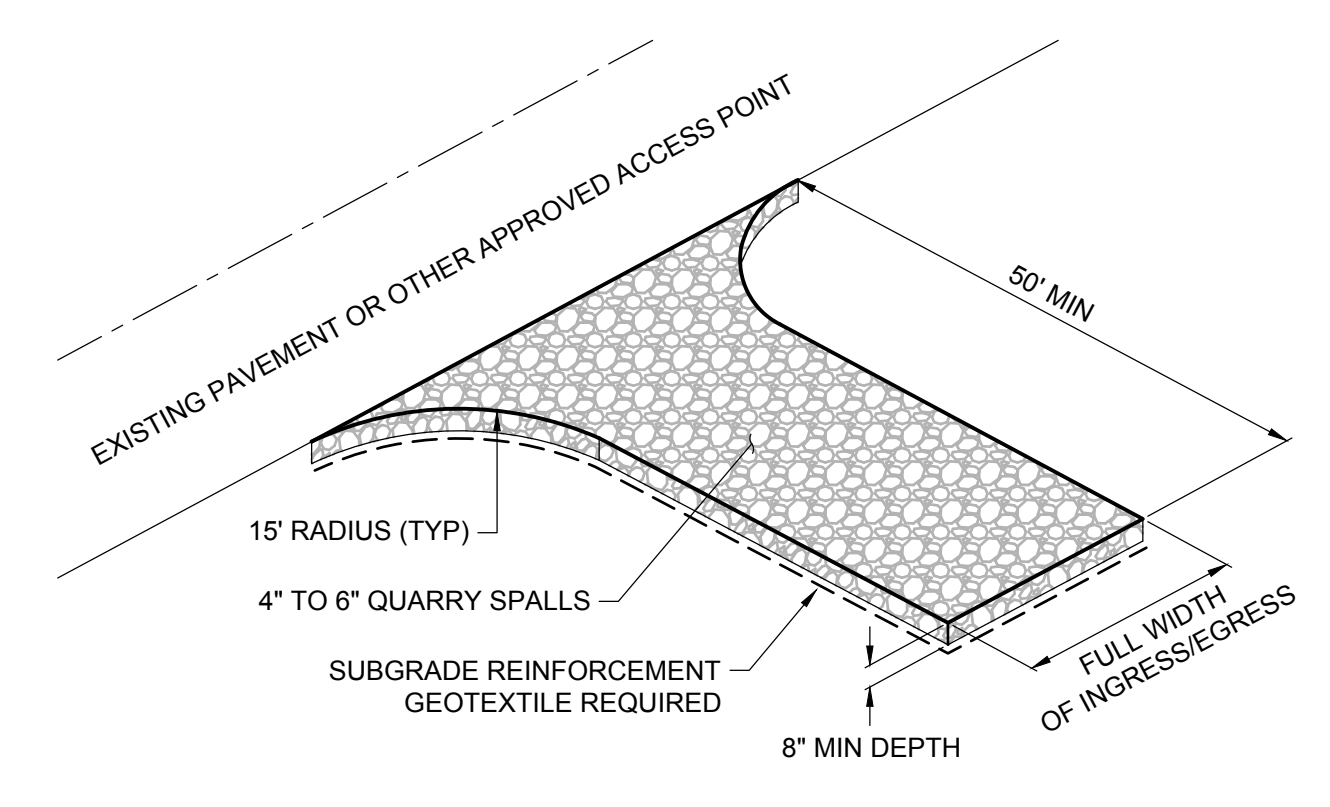 EXISTING PAVEMENT OR OTHER APPROVED ACCESS POINT
50' MIN
15' RADIUS (TYP)
4" TO 6" QUARRY SPALLS
SUBGRADE REINFORCEMENT
GEOTEXTILE REQUIRED
FULL WIDTH
OF INGRESS/EGRESS
8" MIN DEPTH